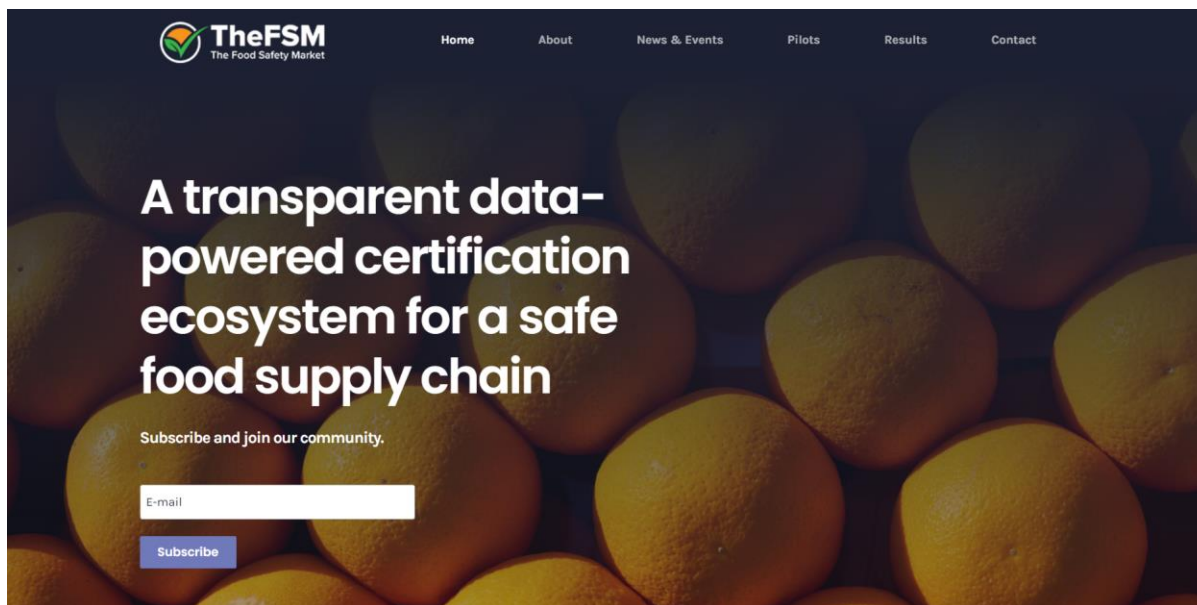 TheFSM
The Food Safety Market
Home
About
News & Events
Pilots
Results
Contact
A transparent data-
powered certification
ecosystem for a safe
food supply chain
Subscribe and join our community.
E-mail
Subscribe